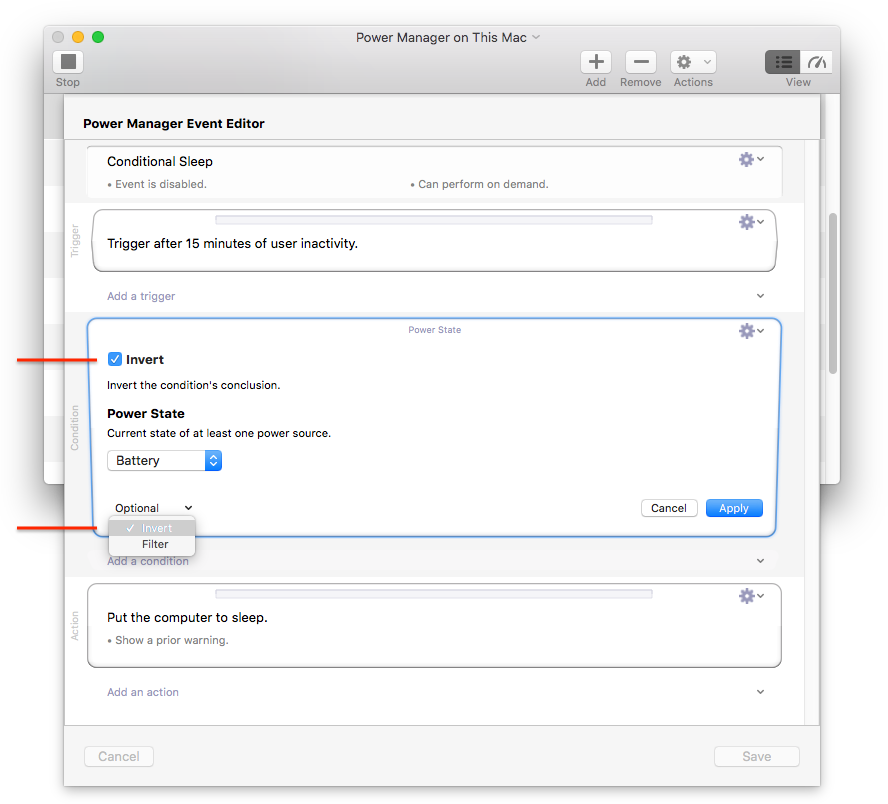 Power Manager on This Mac
Stop
Add
Remove
Actions
View
Power Manager Event Editor
Conditional Sleep
• Event is disabled.
• Can perform on demand.
Trigger
Trigger after 15 minutes of user inactivity.
Add a trigger
Condition
Power State
Invert
Invert the condition's conclusion.
Power State
Current state of at least one power source.
Battery
Optional
Cancel
Apply
✓ Invert
Filter
Add a condition
Action
Put the computer to sleep.
• Show a prior warning.
Add an action
Cancel
Save